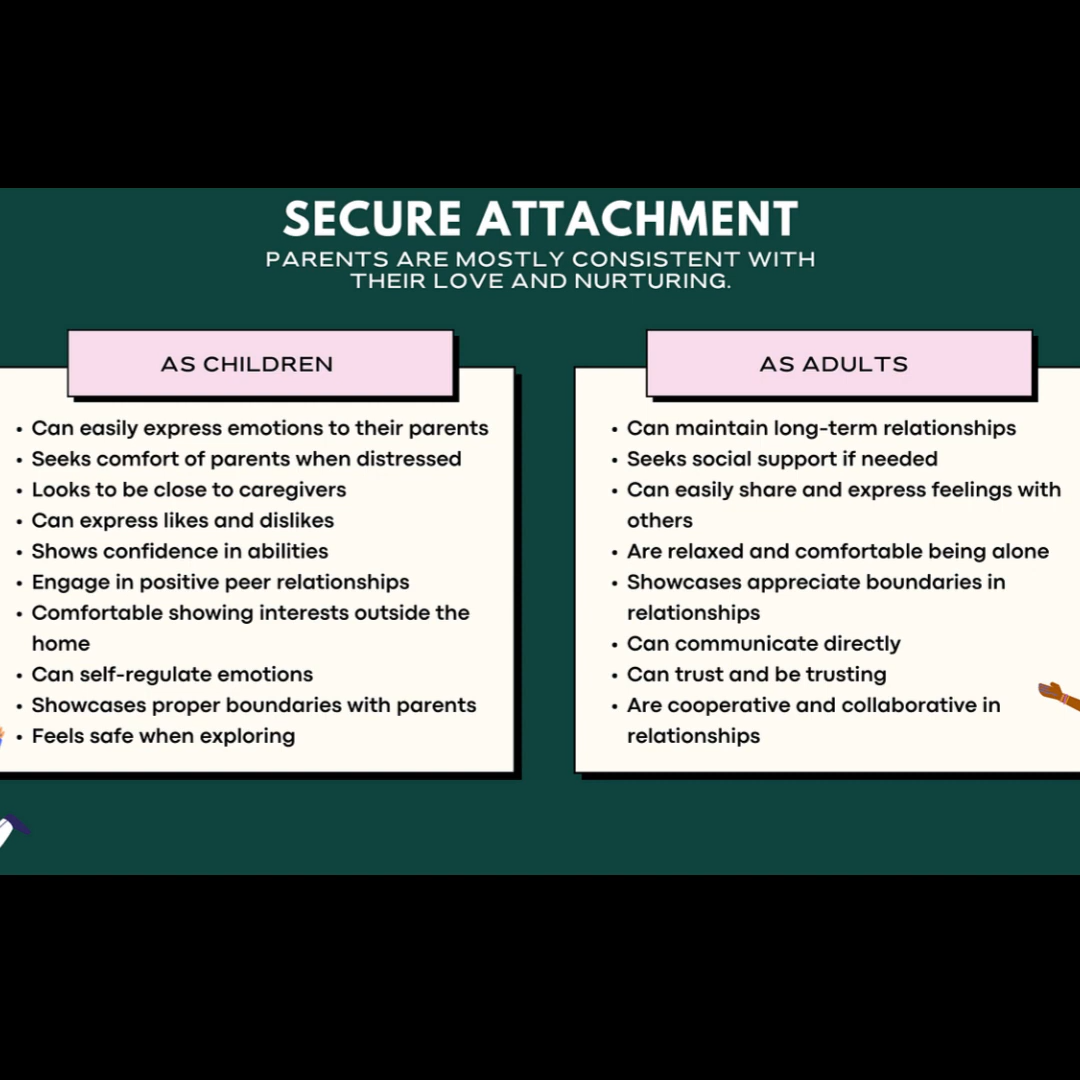 SECURE ATTACHMENT
PARENTS ARE MOSTLY CONSISTENT WITH
THEIR LOVE AND NURTURING.
AS CHILDREN
• Can easily express emotions to their parents
• Seeks comfort of parents when distressed
• Looks to be close to caregivers
• Can express likes and dislikes
• Shows confidence in abilities
• Engage in positive peer relationships
• Comfortable showing interests outside the
home
• Can self-regulate emotions
• Showcases proper boundaries with parents
• Feels safe when exploring
AS ADULTS
• Can maintain long-term relationships
• Seeks social support if needed
• Can easily share and express feelings with
others
• Are relaxed and comfortable being alone
• Showcases appreciate boundaries in
relationships
• Can communicate directly
• Can trust and be trusting
• Are cooperative and collaborative in
relationships